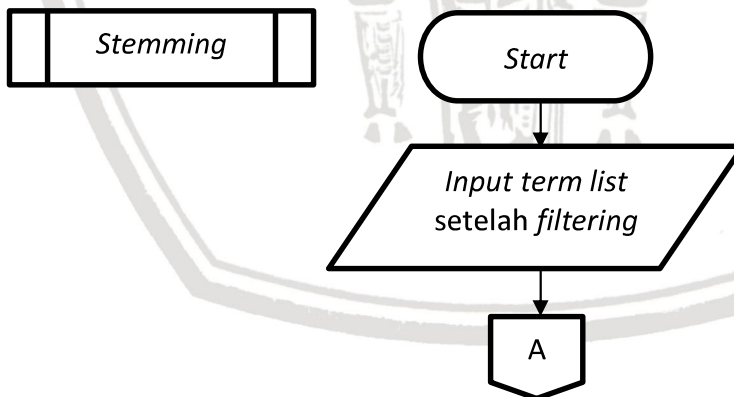 Stemming
Start
Input term list
setelah filtering
A